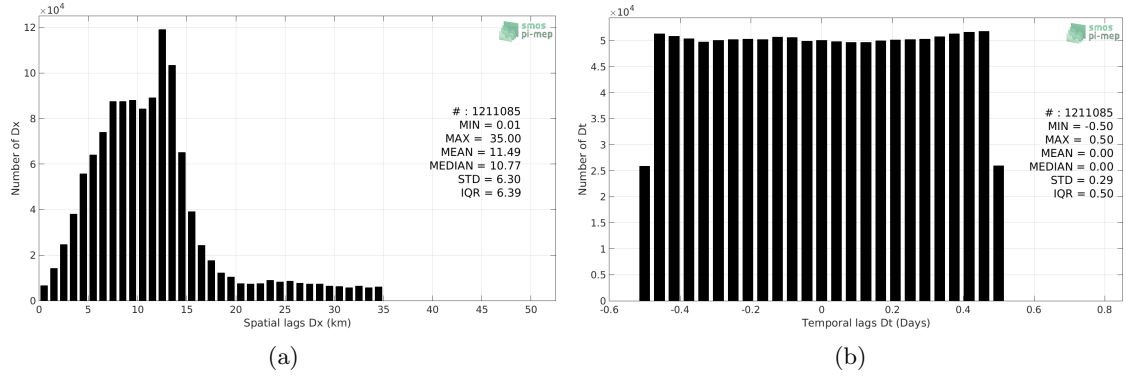 ×10⁴
12
10
8
6
4
2
0
Number of Dx
0 5 10 15 20 25 30 35 40 45 50
Spatial lags Dx (km)
smos
pi-mep
# : 1211085
MIN = 0.01
MAX = 35.00
MEAN = 11.49
MEDIAN = 10.77
STD = 6.30
IQR = 6.39
(a)
×10⁴
5
4.5
4
3.5
3
2.5
2
1.5
1
0.5
0
Number of Dt
-0.6 -0.4 -0.2 0 0.2 0.4 0.6 0.8
Temporal lags Dt (Days)
smos
pi-mep
# : 1211085
MIN = -0.50
MAX = 0.50
MEAN = 0.00
MEDIAN = 0.00
STD = 0.29
IQR = 0.50
(b)